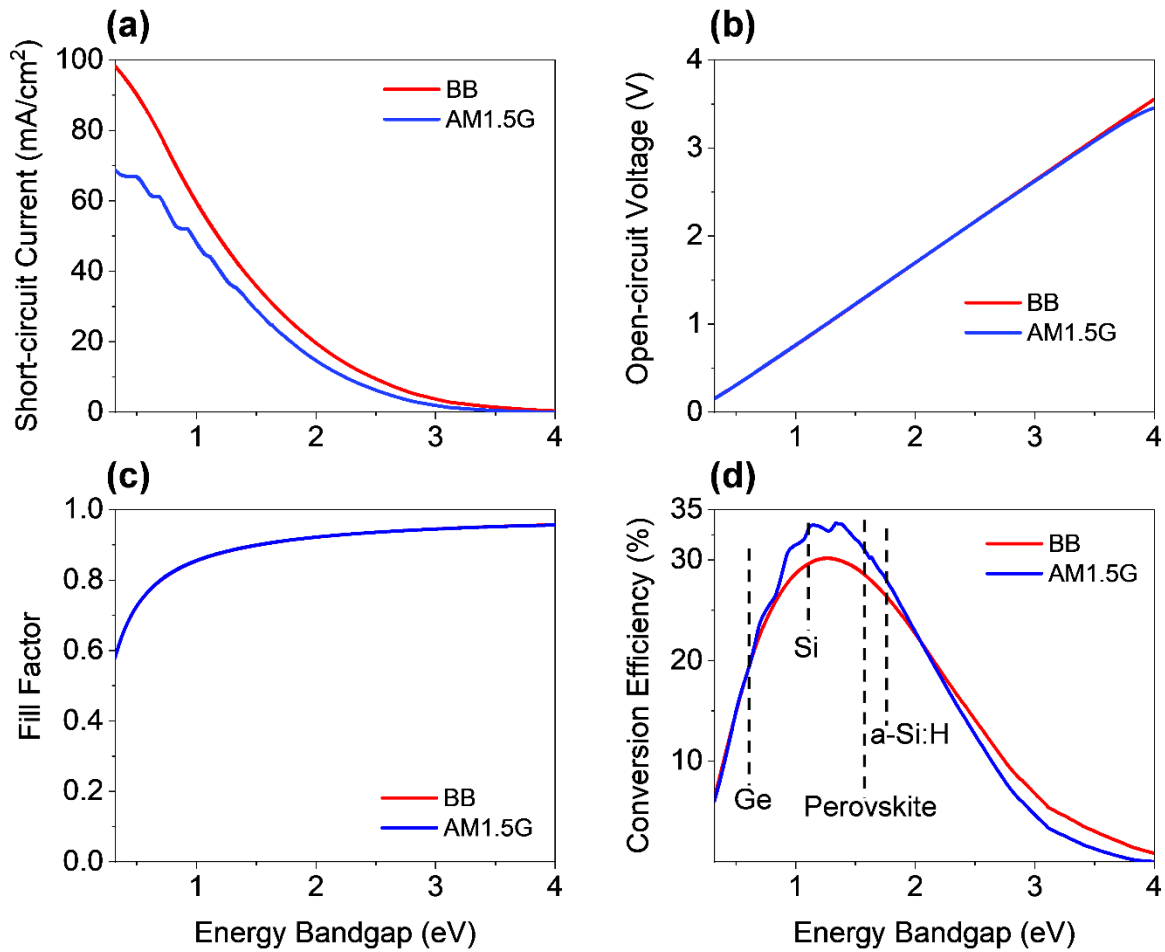 (a)
Short-circuit Current (mA/cm²)
100
80
60
40
20
0
BB
AM1.5G
1
2
3
4
(b)
Open-circuit Voltage (V)
4
3
2
1
0
BB
AM1.5G
1
2
3
4
(c)
Fill Factor
1.0
0.8
0.6
0.4
0.2
0.0
BB
AM1.5G
1
2
3
4
Energy Bandgap (eV)
(d)
Conversion Efficiency (%)
35
30
20
10
BB
AM1.5G
Si
a-Si:H
Ge
Perovskite
1
2
3
4
Energy Bandgap (eV)